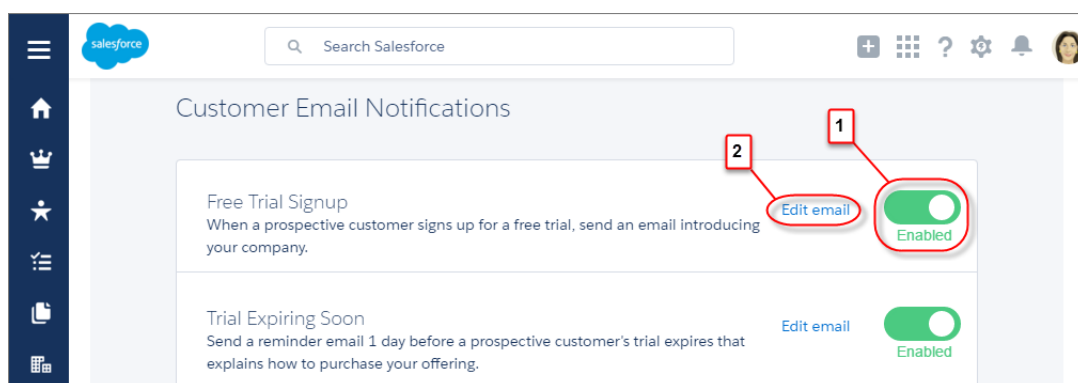 salesforce
Search Salesforce
?
Customer Email Notifications
1
2
Free Trial Signup
When a prospective customer signs up for a free trial, send an email introducing
your company.
Edit email
Enabled
Trial Expiring Soon
Send a reminder email 1 day before a prospective customer's trial expires that
explains how to purchase your offering.
Edit email
Enabled